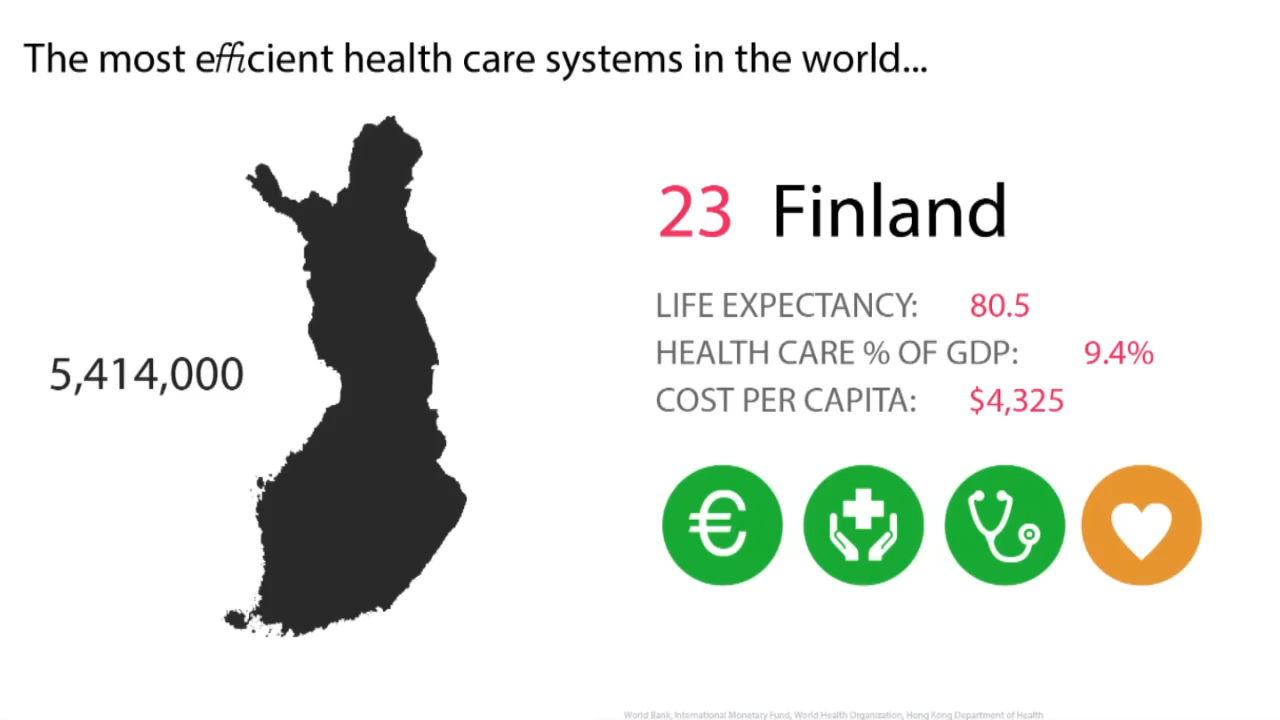 The most efficient health care systems in the world...
23 Finland
LIFE EXPECTANCY: 80.5
HEALTH CARE % OF GDP: 9.4%
COST PER CAPITA: $4,325
5,414,000
€
World Bank, International Monetary Fund, World Health Organization, Hong Kong Department of Health